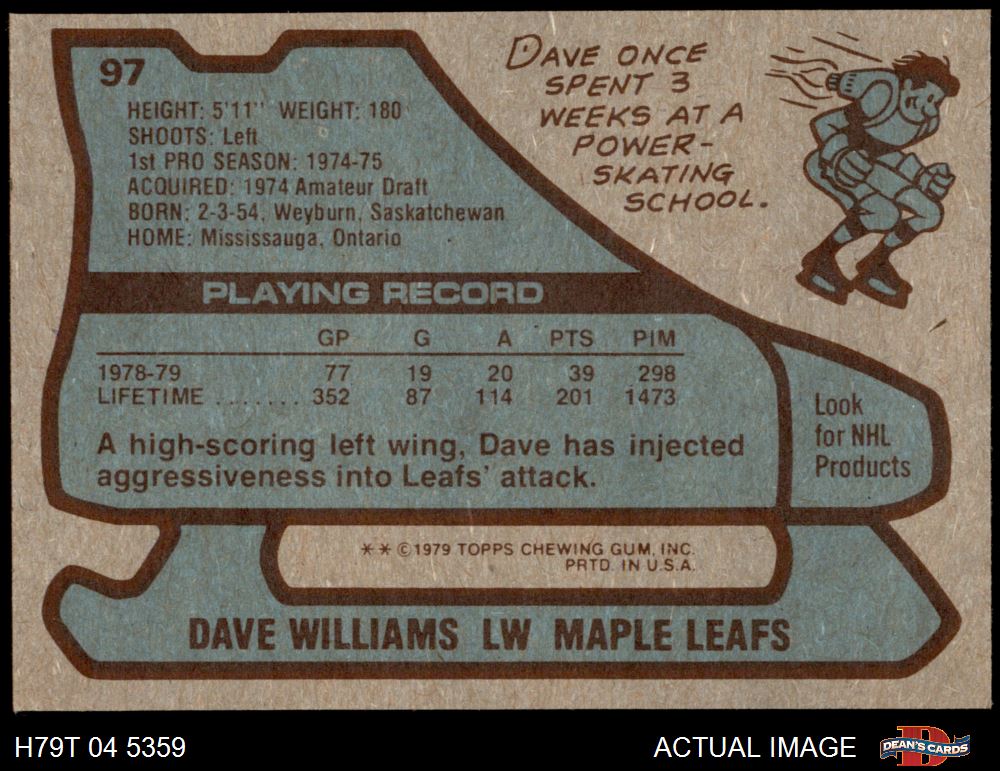 97
HEIGHT: 5'11" WEIGHT: 180
SHOOTS: Left
1st PRO SEASON: 1974-75
ACQUIRED: 1974 Amateur Draft
BORN: 2-3-54, Weyburn, Saskatchewan
HOME: Mississauga, Ontario
DAVE ONCE
SPENT 3
WEEKS AT A
POWER-
SKATING
SCHOOL.
PLAYING RECORD
GP G A PTS PIM
1978-79 77 19 20 39 298
LIFETIME ....... 352 87 114 201 1473
A high-scoring left wing, Dave has injected
aggressiveness into Leafs' attack.
Look
for NHL
Products
** ©1979 TOPPS CHEWING GUM, INC.
PRTD. IN U.S.A.
DAVE WILLIAMS LW MAPLE LEAFS
H79T 04 5359
ACTUAL IMAGE
D
DEAN'S CARDS